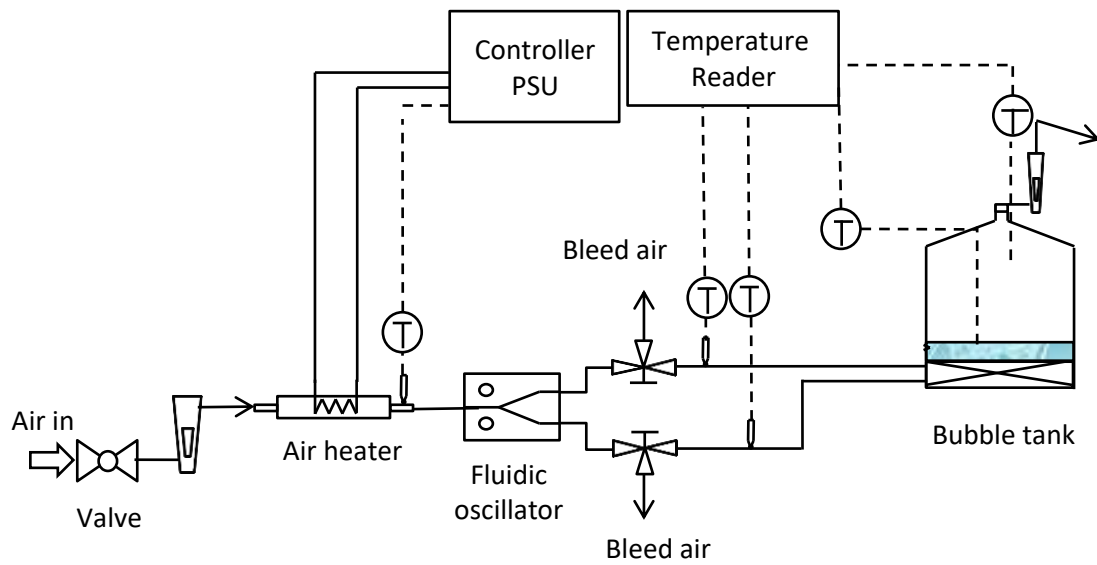 Controller
PSU
Temperature
Reader
T
T
Bleed air
T
T
T
Air in
Air heater
Bubble tank
Fluidic
oscillator
Valve
Bleed air